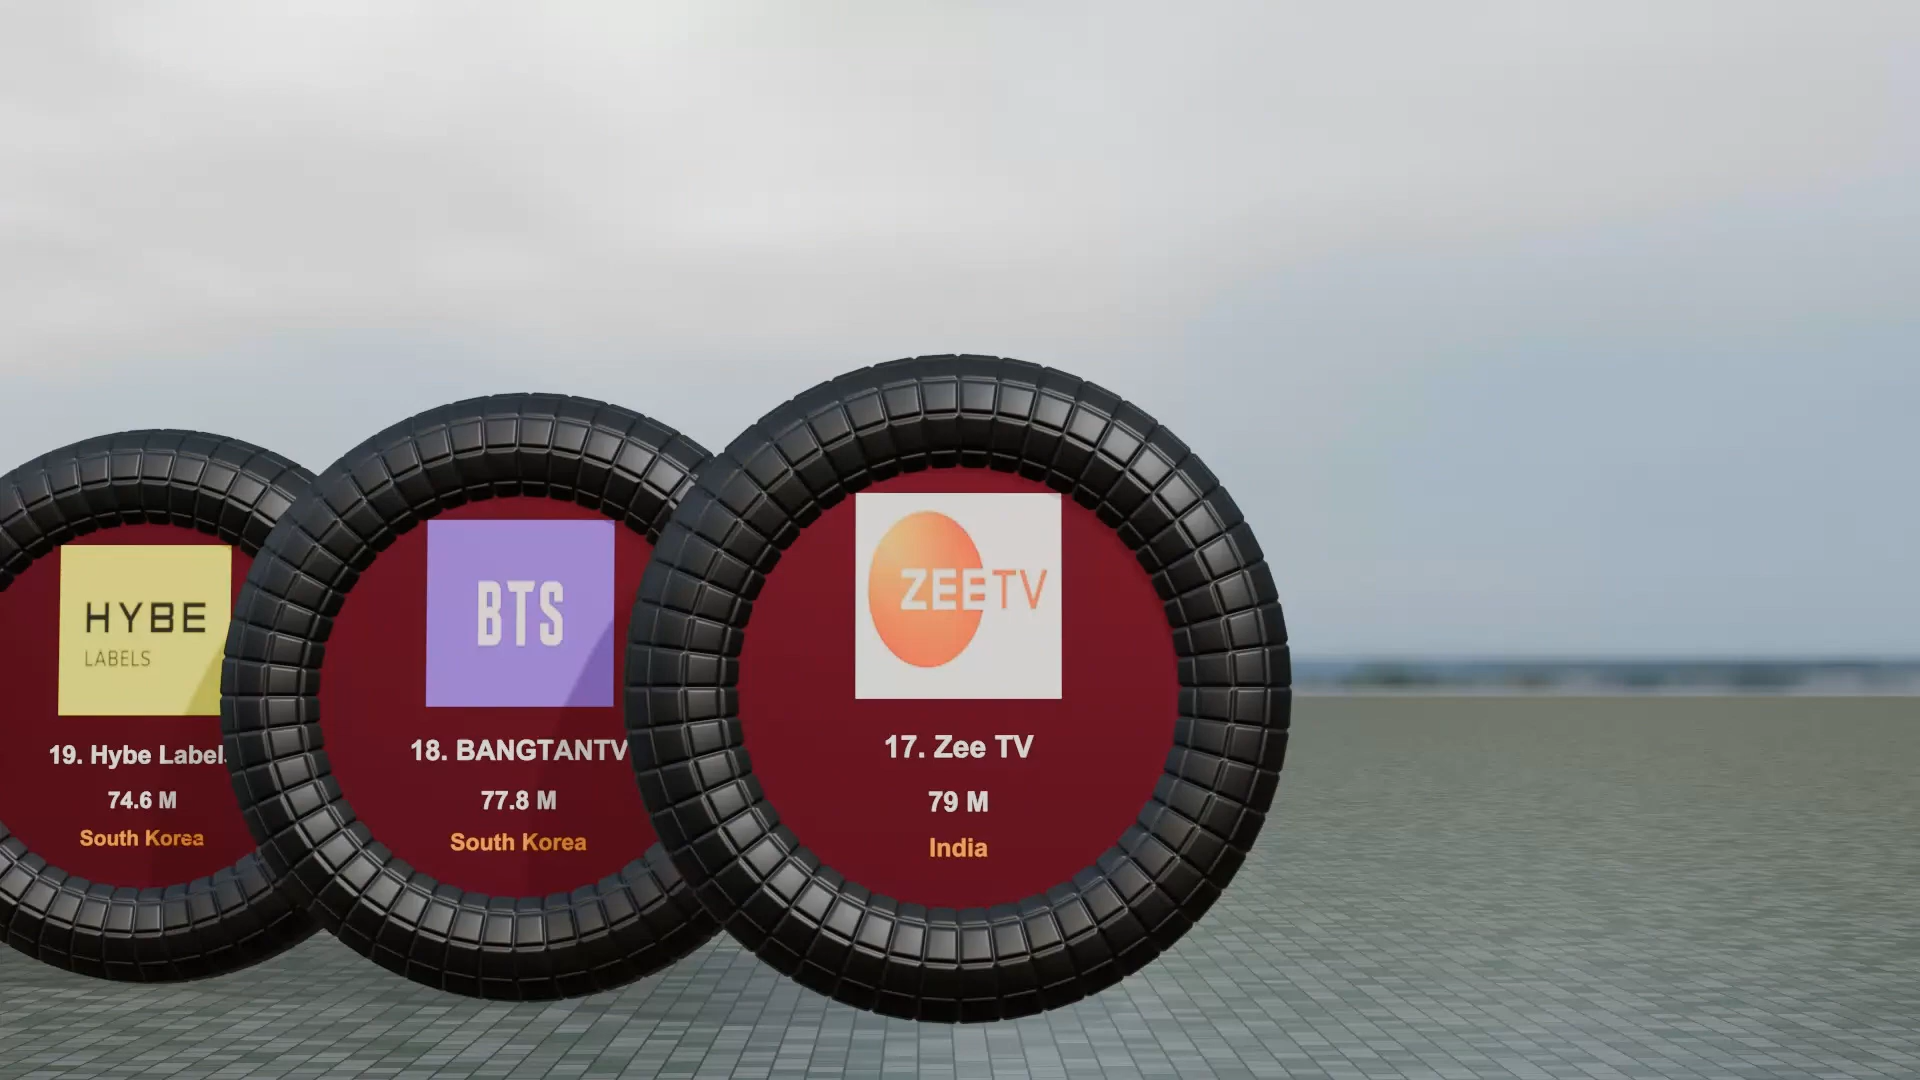 HYBE
LABELS
19. Hybe Label
74.6 M
South Korea
BTS
18. BANGTANTV
77.8 M
South Korea
ZEETV
17. Zee TV
79 M
India